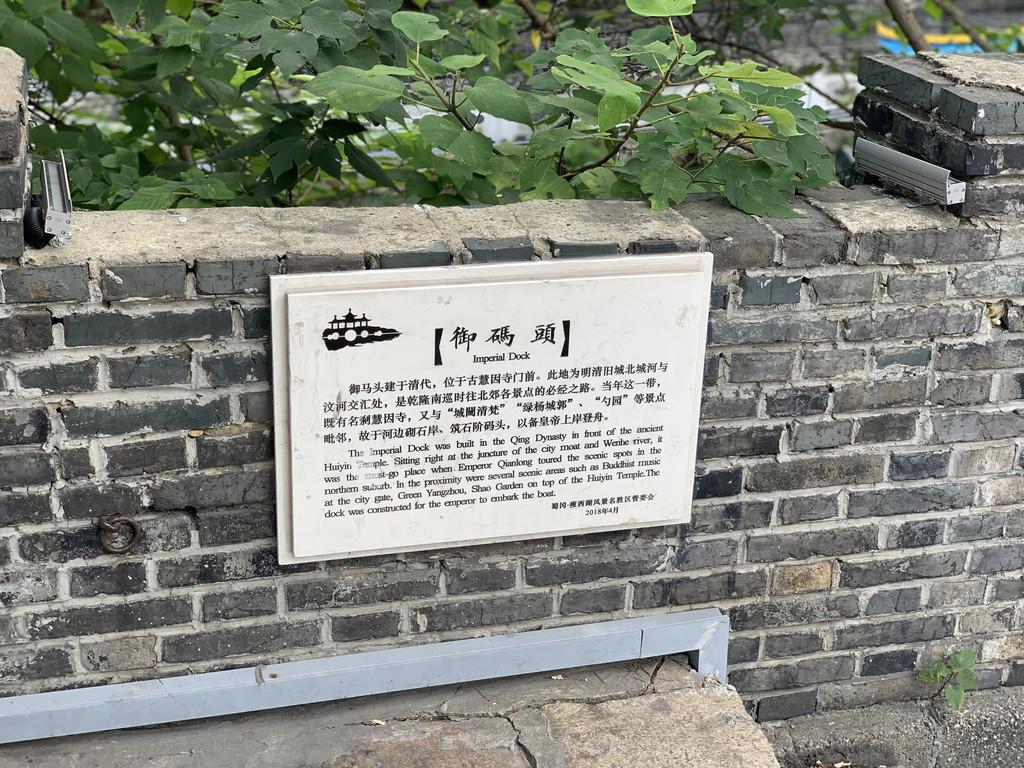 【御碼頭】
Imperial Dock
御马头建于清代，位于古慧因寺门前。此地为明清旧城北城河与
汶河交汇处，是乾隆南巡时往北郊各景点的必经之路。当年这一带，
既有名刹慧因寺，又与“城闉清梵”“绿杨城郭”、“勺园”等景点
毗邻，故于河边砌石岸、筑石阶码头，以备皇帝上岸登舟。
The Imperial Dock was built in the Qing Dynasty in front of the ancient
Huiyin Temple. Sitting right at the juncture of the city moat and Wenhe river, it
was the must-go place when Emperor Qianlong toured the scenic spots in the
northern suburb. In the proximity were several scenic areas such as Buddhist music
at the city gate, Green Yangzhou, Shao Garden on top of the Huiyin Temple.The
dock was constructed for the emperor to embark the boat.
蜀冈-瘦西湖风景名胜区管委会
2018年4月